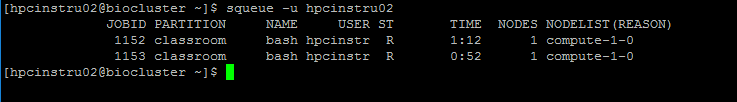 [hpcinstru02@biocluster ~]$ squeue -u hpcinstru02
JOBID PARTITION NAME USER ST TIME NODES NODELIST(REASON)
1152 classroom bash hpcinstr R 1:12 1 compute-1-0
1153 classroom bash hpcinstr R 0:52 1 compute-1-0
[hpcinstru02@biocluster ~]$